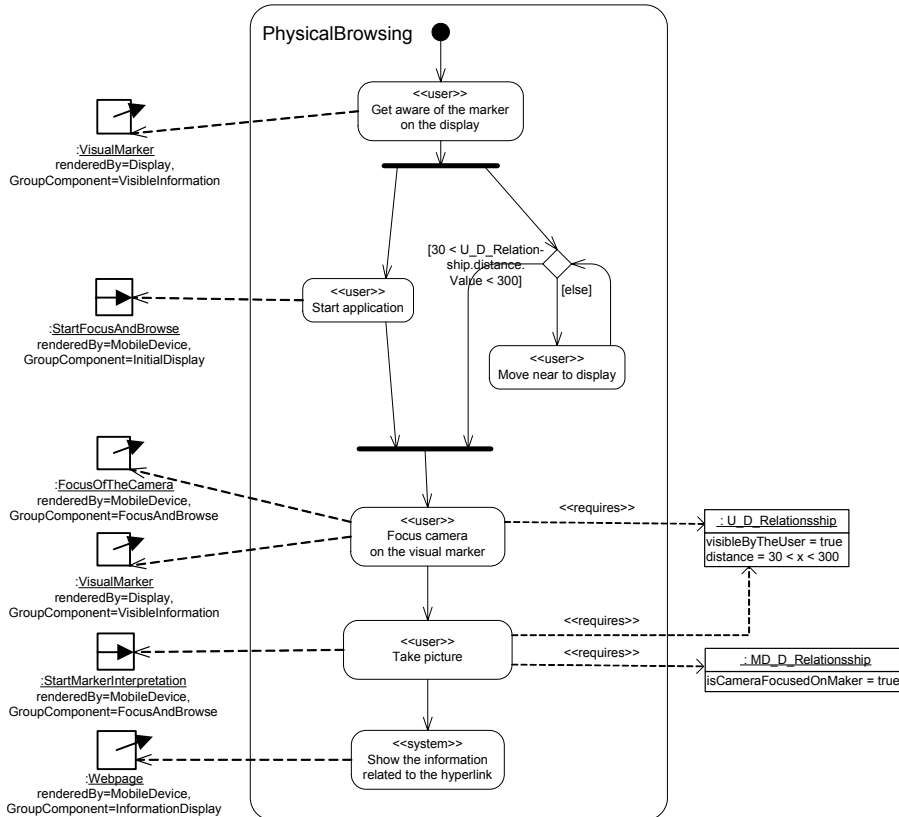 PhysicalBrowsing
<<user>>
Get aware of the marker
on the display
:VisualMarker
renderedBy=Display,
GroupComponent=VisibleInformation
[30 < U_D_Relation-
ship.distance.
Value < 300]
[else]
<<user>>
Start application
:StartFocusAndBrowse
renderedBy=MobileDevice,
GroupComponent=InitialDisplay
<<user>>
Move near to display
:FocusOfTheCamera
renderedBy=MobileDevice,
GroupComponent=FocusAndBrowse
<<user>>
Focus camera
on the visual marker
<<requires>>
: U_D_Relationsship
visibleByTheUser = true
distance = 30 < x < 300
:VisualMarker
renderedBy=Display,
GroupComponent=VisibleInformation
<<user>>
Take picture
<<requires>>
<<requires>>
: MD_D_Relationsship
isCameraFocusedOnMaker = true
:StartMarkerInterpretation
renderedBy=MobileDevice,
GroupComponent=FocusAndBrowse
<<system>>
Show the information
related to the hyperlink
:Webpage
renderedBy=MobileDevice,
GroupComponent=InformationDisplay